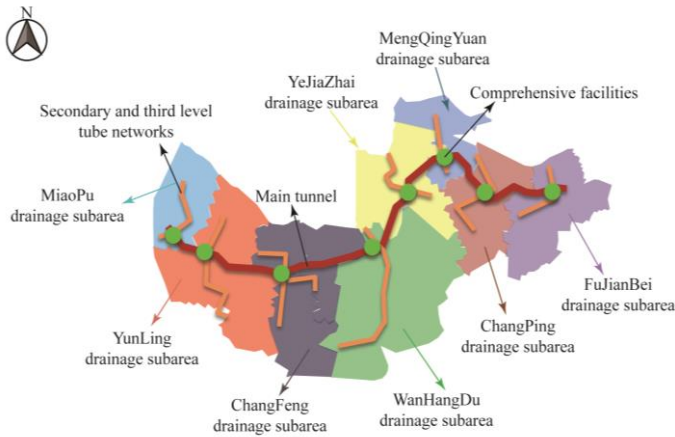 N
MengQingYuan
drainage subarea
YeJiaZhai
drainage subarea
Comprehensive facilities
Secondary and third level
tube networks
MiaoPu
drainage subarea
Main tunnel
FuJianBei
drainage subarea
ChangPing
drainage subarea
YunLing
drainage subarea
WanHangDu
drainage subarea
ChangFeng
drainage subarea